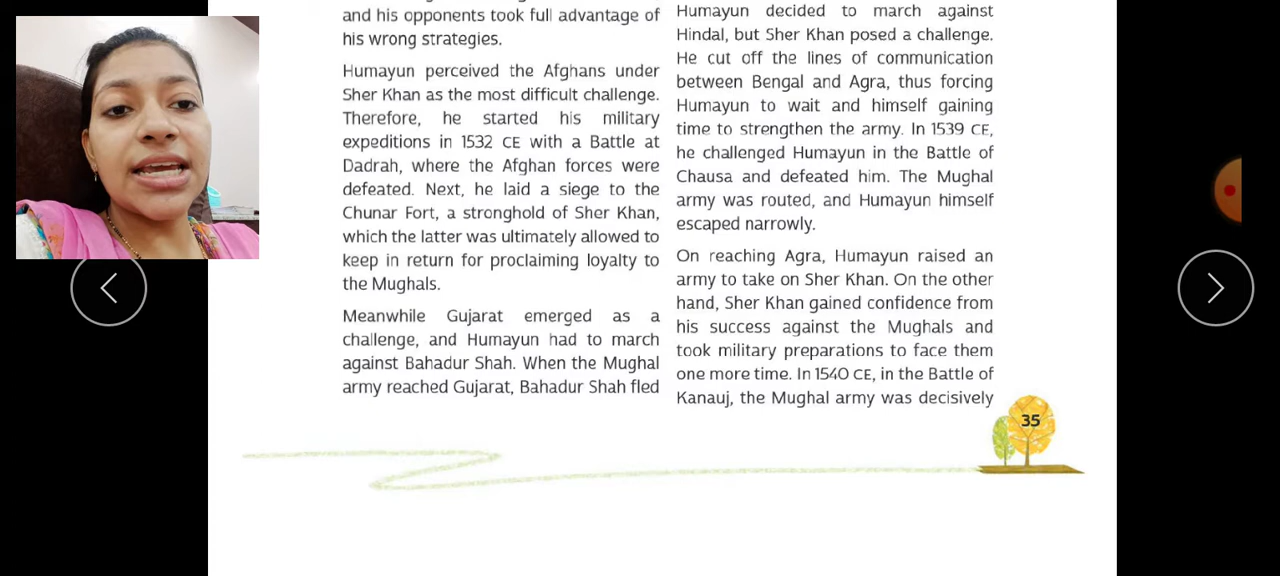 and his opponents took full advantage of
his wrong strategies.
Humayun perceived the Afghans under
Sher Khan as the most difficult challenge.
Therefore, he started his military
expeditions in 1532 CE with a Battle at
Dadrah, where the Afghan forces were
defeated. Next, he laid a siege to the
Chunar Fort, a stronghold of Sher Khan,
which the latter was ultimately allowed to
keep in return for proclaiming loyalty to
the Mughals.
Meanwhile Gujarat emerged as a
challenge, and Humayun had to march
against Bahadur Shah. When the Mughal
army reached Gujarat, Bahadur Shah fled
Humayun decided to march against
Hindal, but Sher Khan posed a challenge.
He cut off the lines of communication
between Bengal and Agra, thus forcing
Humayun to wait and himself gaining
time to strengthen the army. In 1539 CE,
he challenged Humayun in the Battle of
Chausa and defeated him. The Mughal
army was routed, and Humayun himself
escaped narrowly.
On reaching Agra, Humayun raised an
army to take on Sher Khan. On the other
hand, Sher Khan gained confidence from
his success against the Mughals and
took military preparations to face them
one more time. In 1540 CE, in the Battle of
Kanauj, the Mughal army was decisively
35